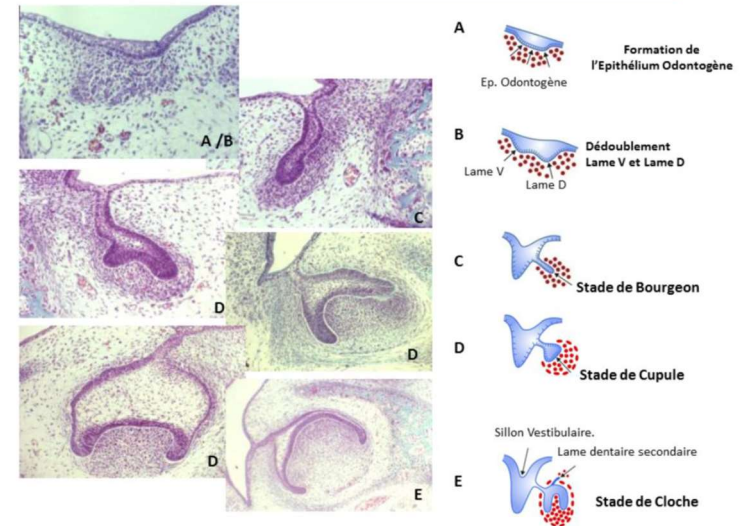 A /B
C
D
D
D
E
A
Formation de
l'Epithélium Odontogène
Ep. Odontogène
B
Dédoublement
Lame V et Lame D
Lame V
Lame D
C
Stade de Bourgeon
D
Stade de Cupule
Sillon Vestibulaire.
Lame dentaire secondaire
E
Stade de Cloche